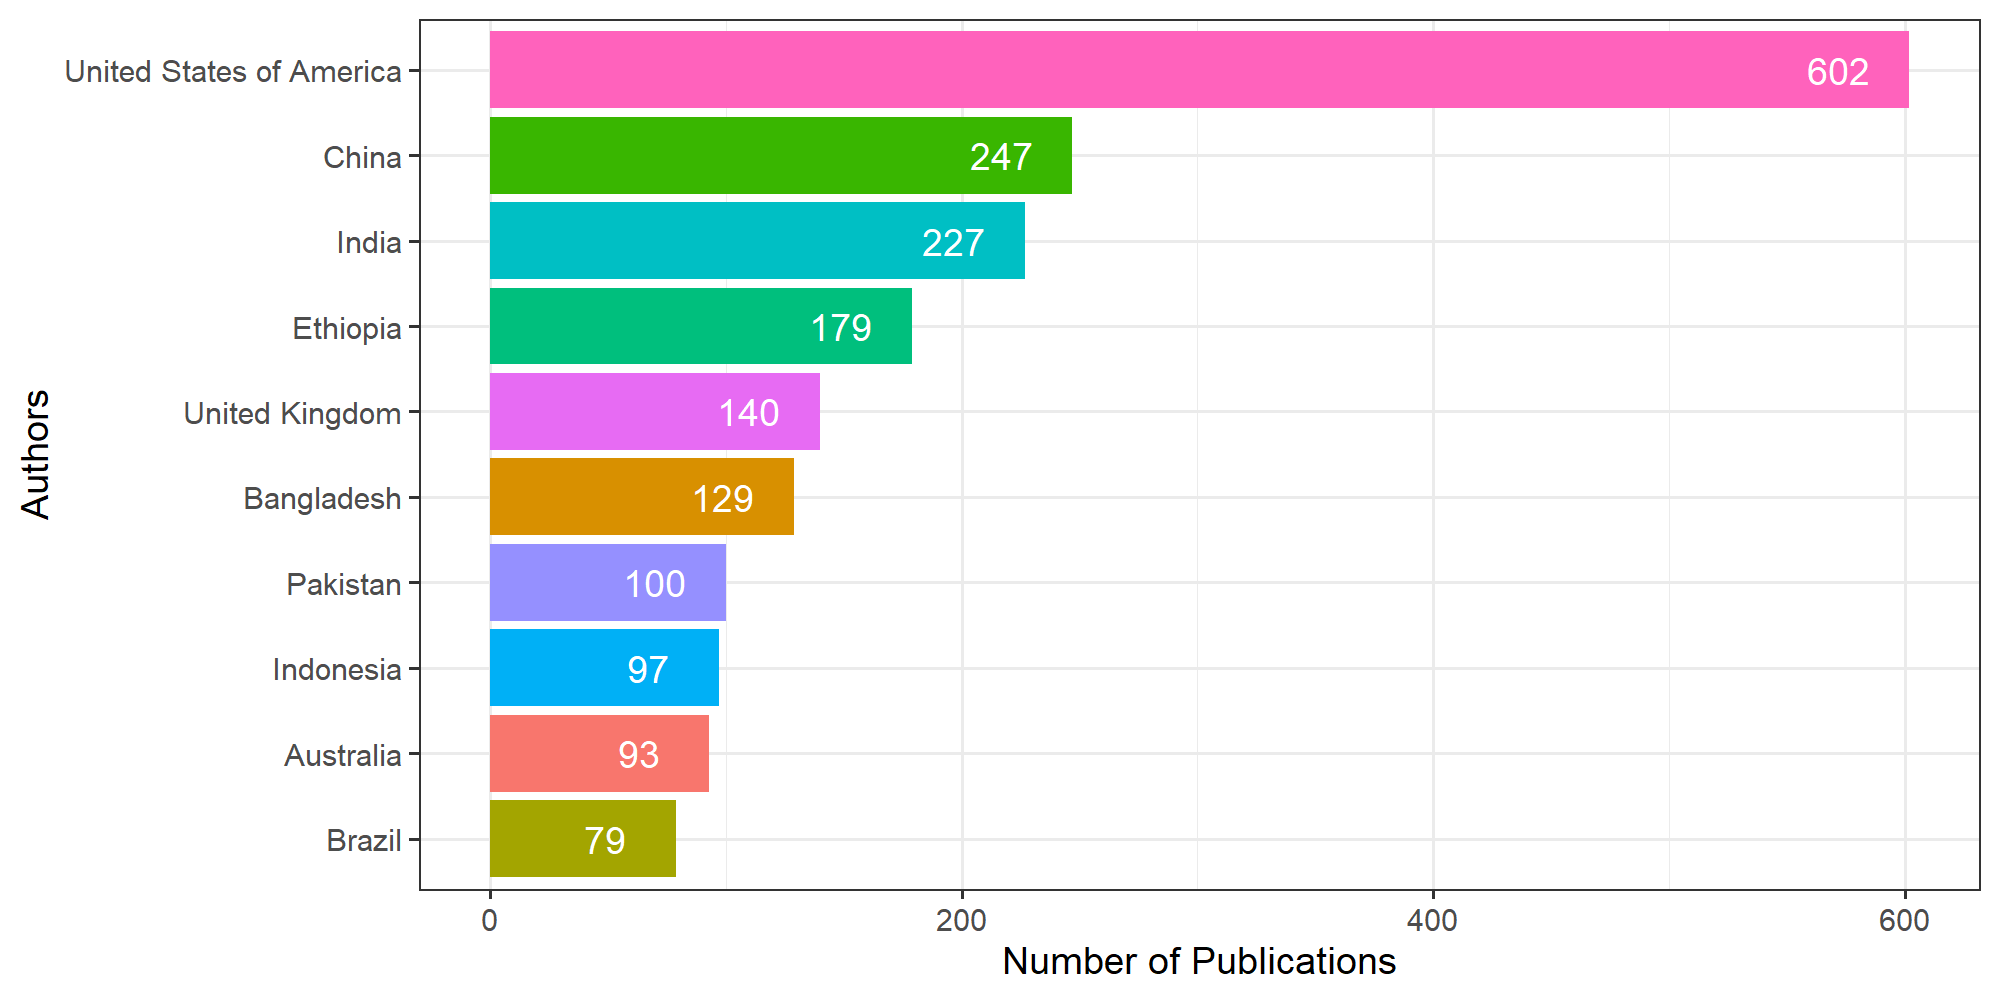 United States of America 602
China 247
India 227
Ethiopia 179
United Kingdom 140
Bangladesh 129
Pakistan 100
Indonesia 97
Australia 93
Brazil 79
Authors
0 200 400 600
Number of Publications